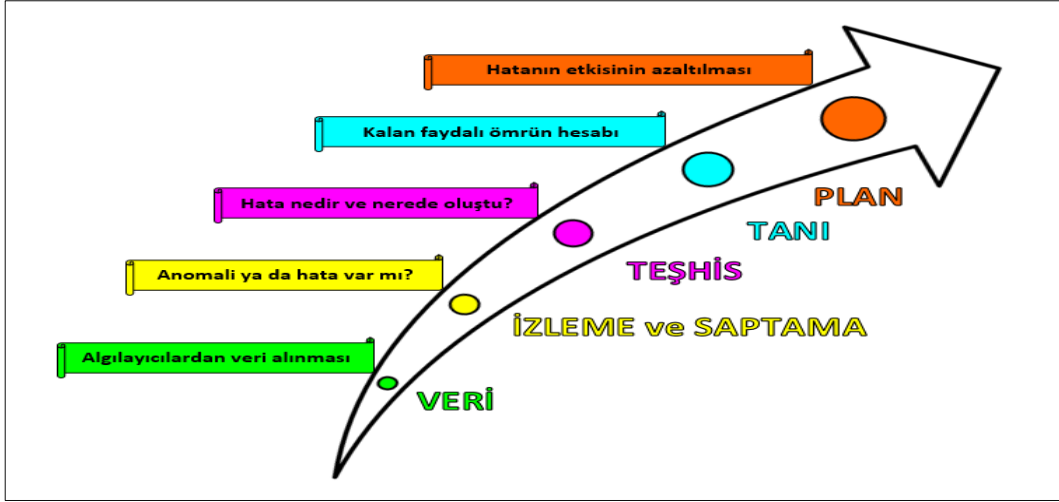 Hatanın etkisinin azaltılması
Kalan faydalı ömrün hesabı
Hata nedir ve nerede oluştu?
Anomali ya da hata var mı?
Algılayıcılardan veri alınması
PLAN
TANI
TEŞHİS
İZLEME ve SAPTAMA
VERİ